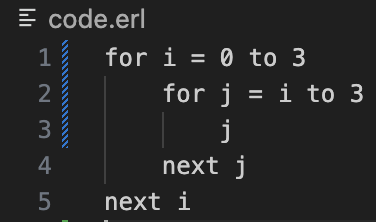 code.erl
1 for i = 0 to 3
2     for j = i to 3
3         j
4     next j
5 next i